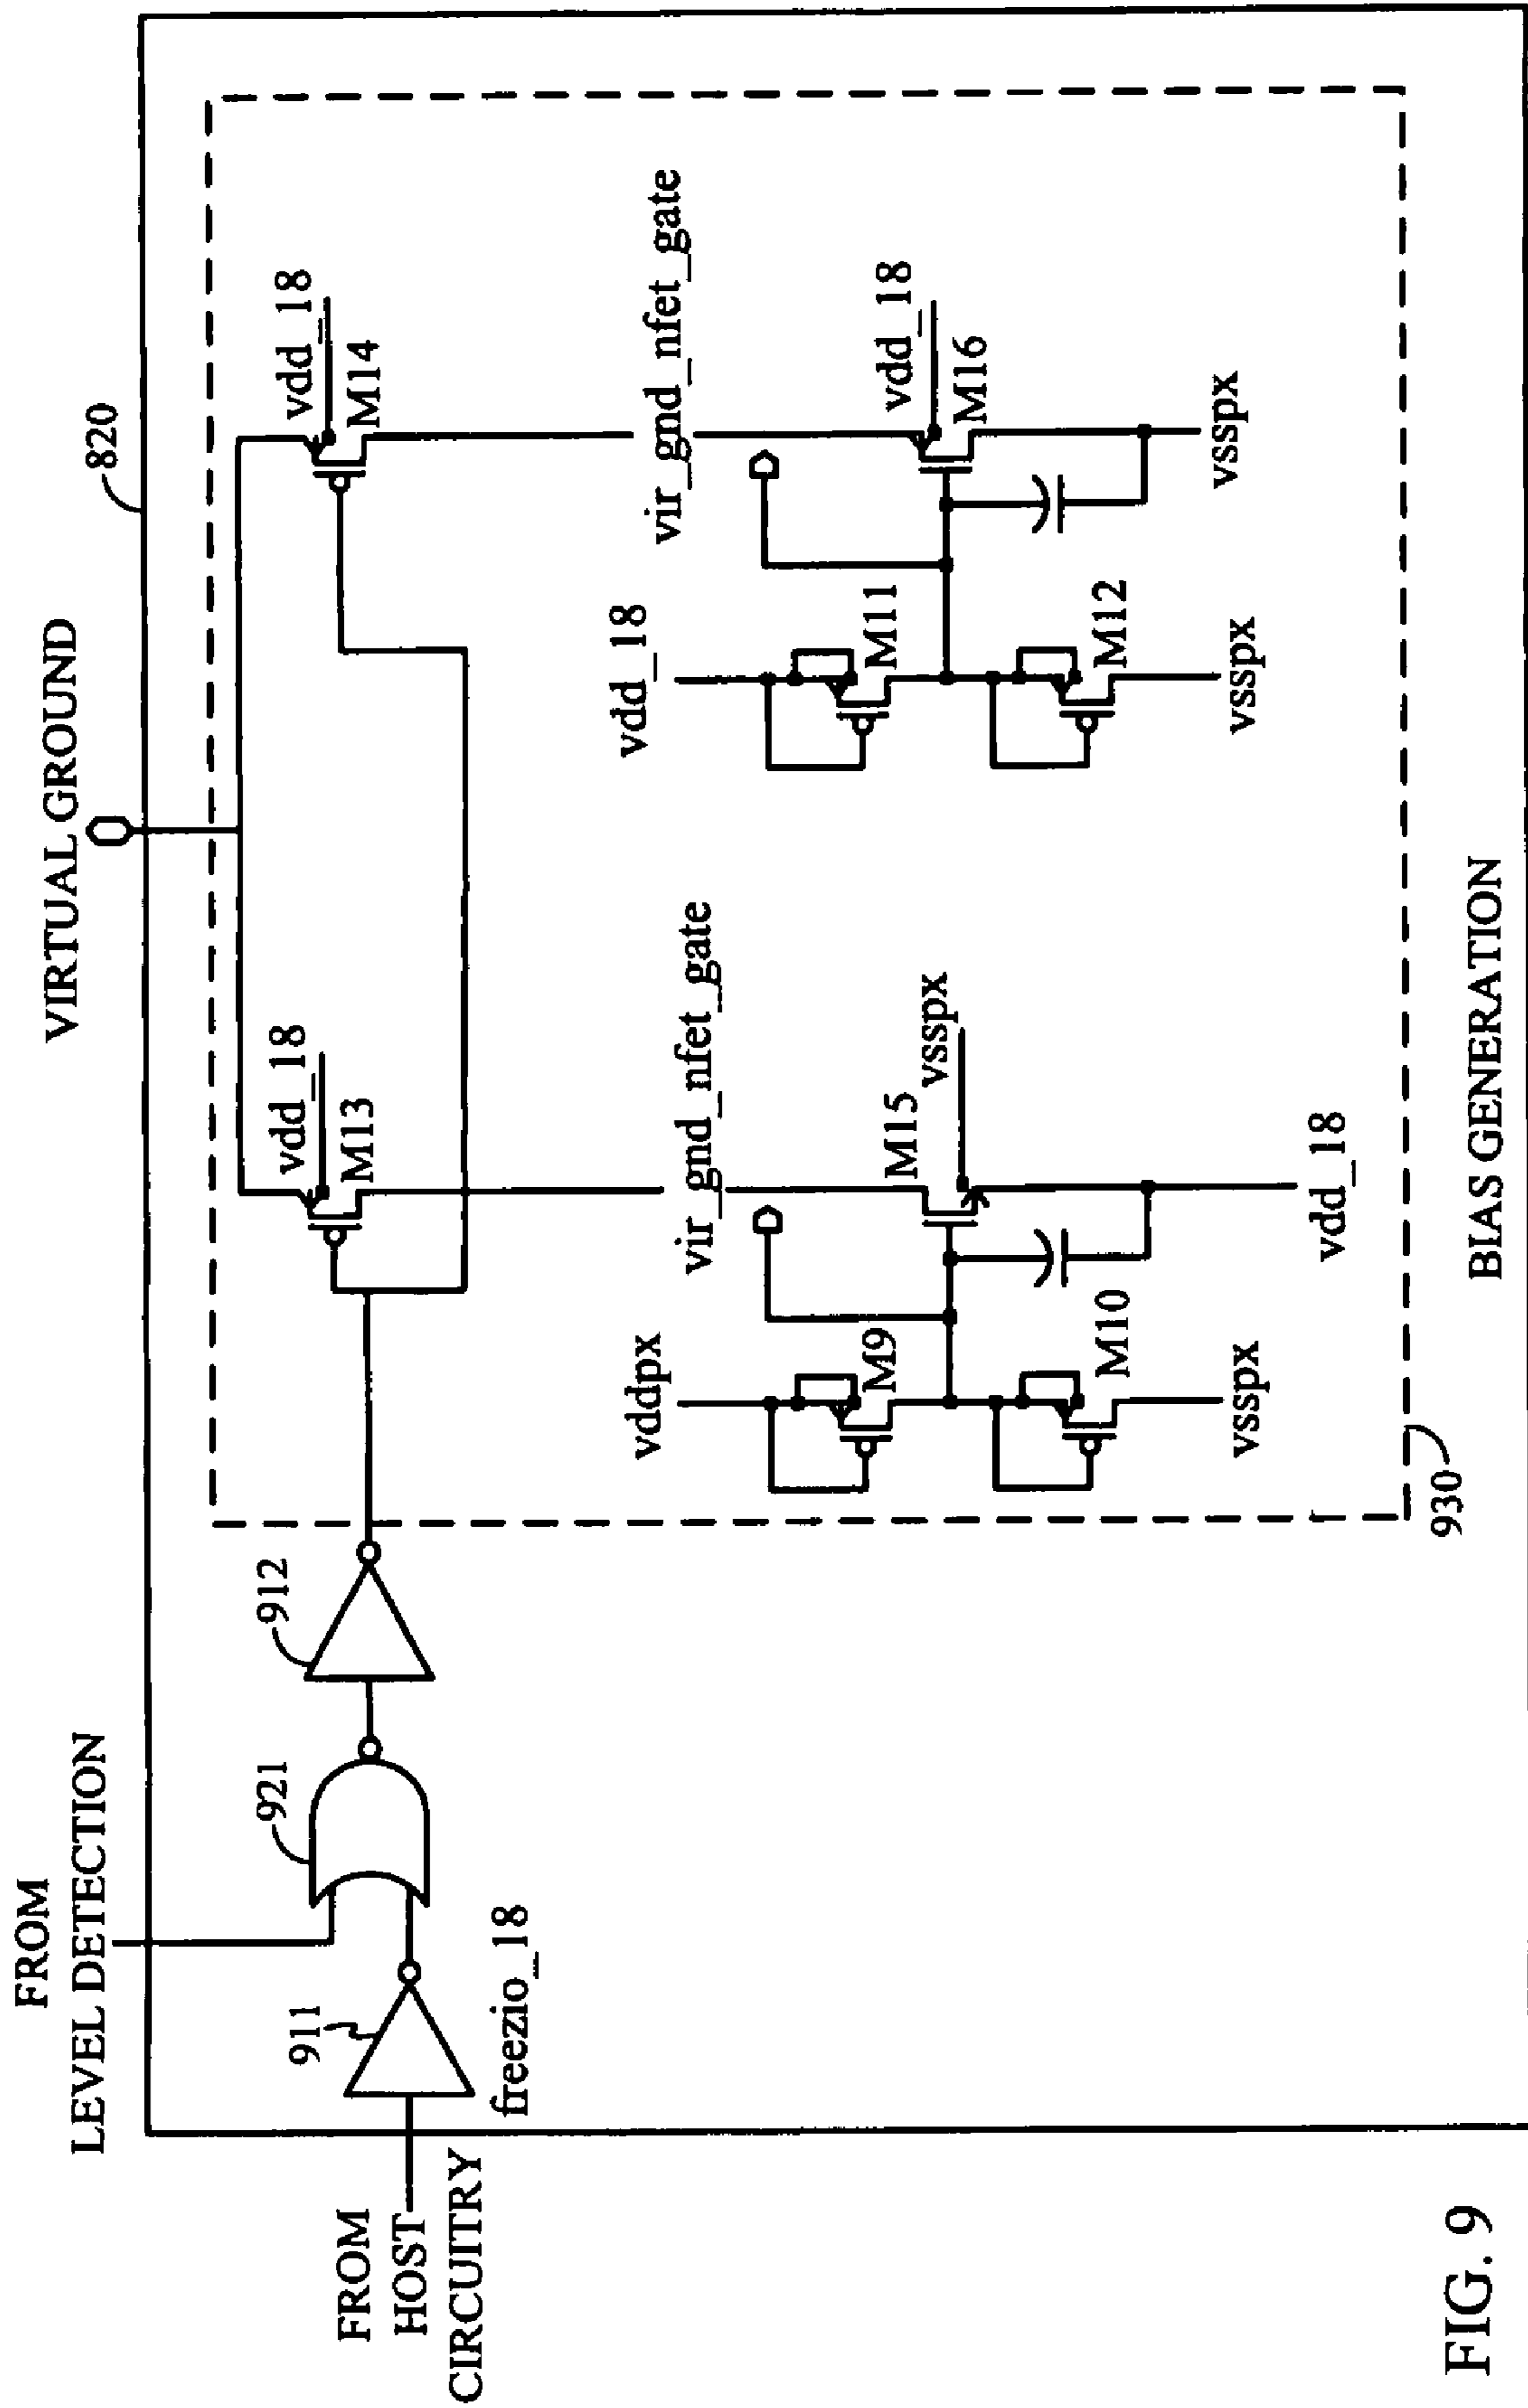 FROM
LEVEL DETECTION
VIRTUAL GROUND
820
FROM
HOST
CIRCUITRY
911
freezio_18
921
912
vdd_18
M13
vdd_18
M14
vir_gnd_nfet_gate
vir_gnd_nfet_gate
vddpx
M9
M10
vsspx
M15
vsspx
vdd_18
vdd_18
M11
M12
vsspx
vdd_18
M16
vsspx
930
BIAS GENERATION
FIG. 9